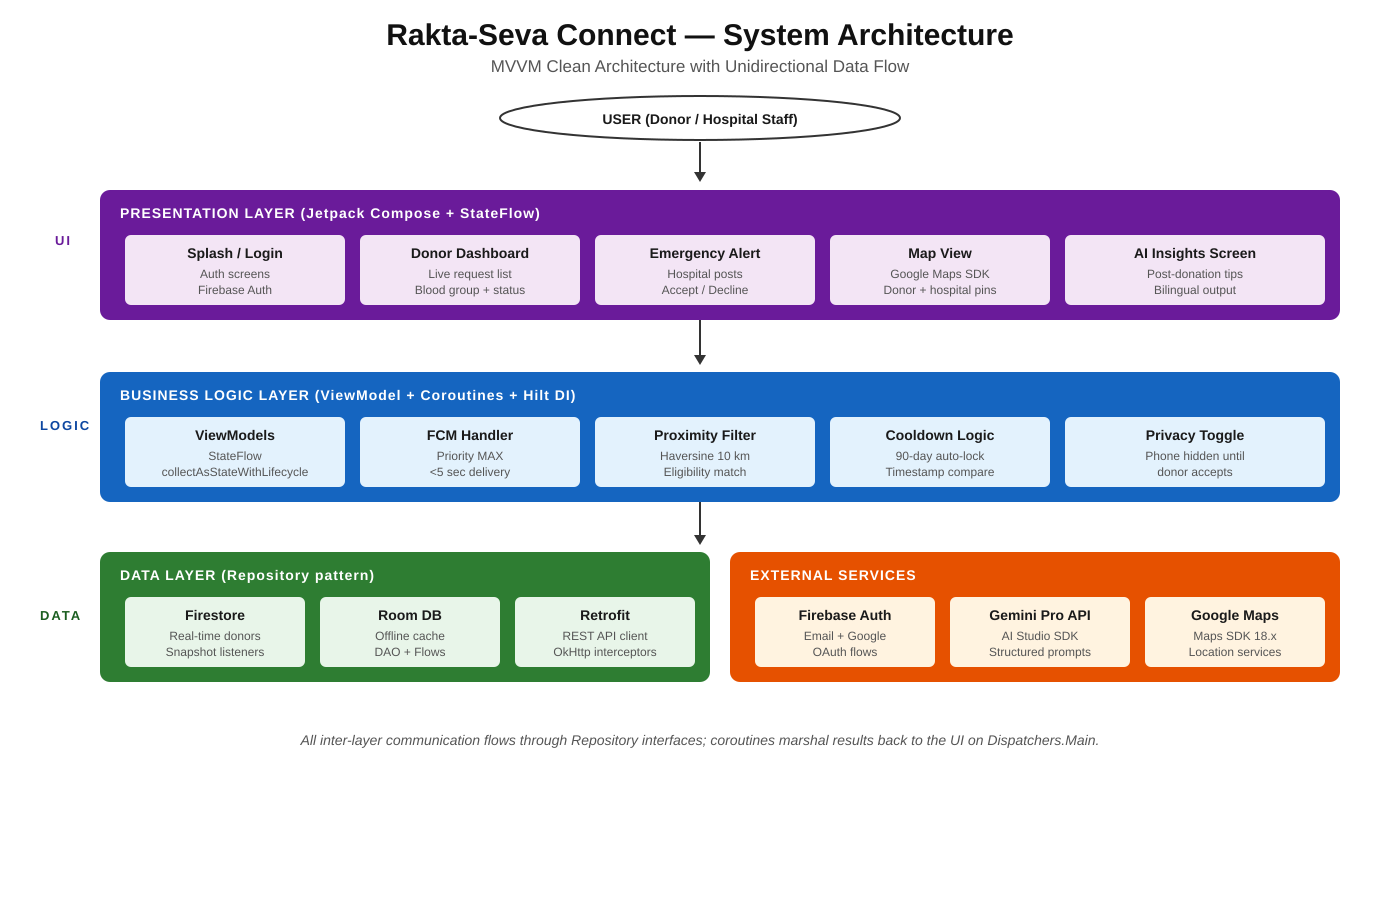 Rakta-Seva Connect — System Architecture
MVVM Clean Architecture with Unidirectional Data Flow
USER (Donor / Hospital Staff)
UI
PRESENTATION LAYER (Jetpack Compose + StateFlow)
Splash / Login
Auth screens
Firebase Auth
Donor Dashboard
Live request list
Blood group + status
Emergency Alert
Hospital posts
Accept / Decline
Map View
Google Maps SDK
Donor + hospital pins
AI Insights Screen
Post-donation tips
Bilingual output
LOGIC
BUSINESS LOGIC LAYER (ViewModel + Coroutines + Hilt DI)
ViewModels
StateFlow
collectAsStateWithLifecycle
FCM Handler
Priority MAX
<5 sec delivery
Proximity Filter
Haversine 10 km
Eligibility match
Cooldown Logic
90-day auto-lock
Timestamp compare
Privacy Toggle
Phone hidden until
donor accepts
DATA
DATA LAYER (Repository pattern)
Firestore
Real-time donors
Snapshot listeners
Room DB
Offline cache
DAO + Flows
Retrofit
REST API client
OkHttp interceptors
EXTERNAL SERVICES
Firebase Auth
Email + Google
OAuth flows
Gemini Pro API
AI Studio SDK
Structured prompts
Google Maps
Maps SDK 18.x
Location services
All inter-layer communication flows through Repository interfaces; coroutines marshal results back to the UI on Dispatchers.Main.